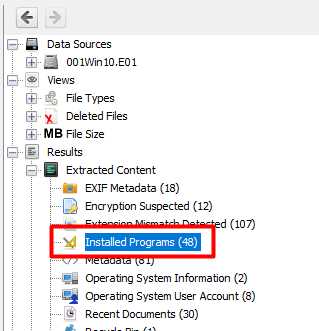 Data Sources
001Win10.E01
Views
File Types
Deleted Files
MB File Size
Results
Extracted Content
EXIF Metadata (18)
Encryption Suspected (12)
Extension Mismatch Detected (107)
Installed Programs (48)
Metadata (81)
Operating System Information (2)
Operating System User Account (8)
Recent Documents (30)
Recycle Bin (1)